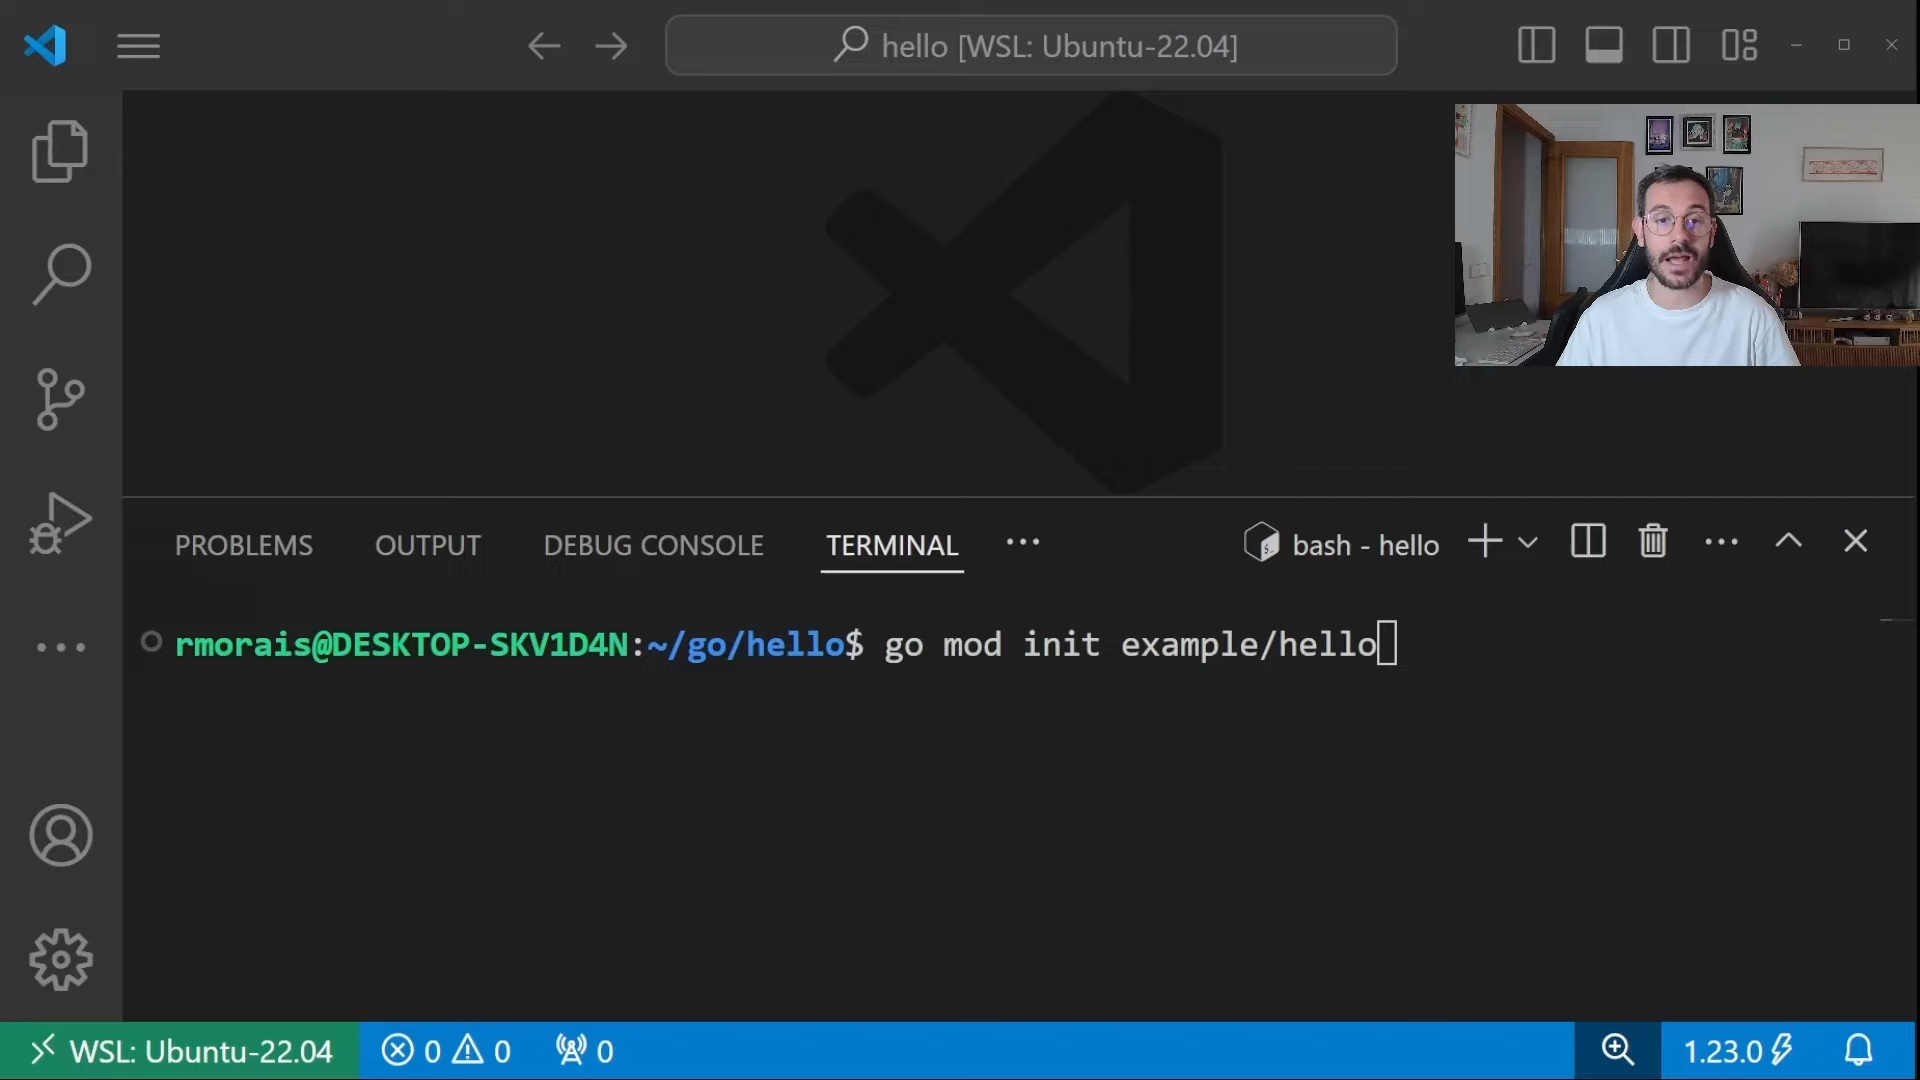 hello [WSL: Ubuntu-22.04]
PROBLEMS OUTPUT DEBUG CONSOLE TERMINAL ... bash - hello
rmorais@DESKTOP-SKV1D4N:~/go/hello$ go mod init example/hello
WSL: Ubuntu-22.04 0 0 0 1.23.0